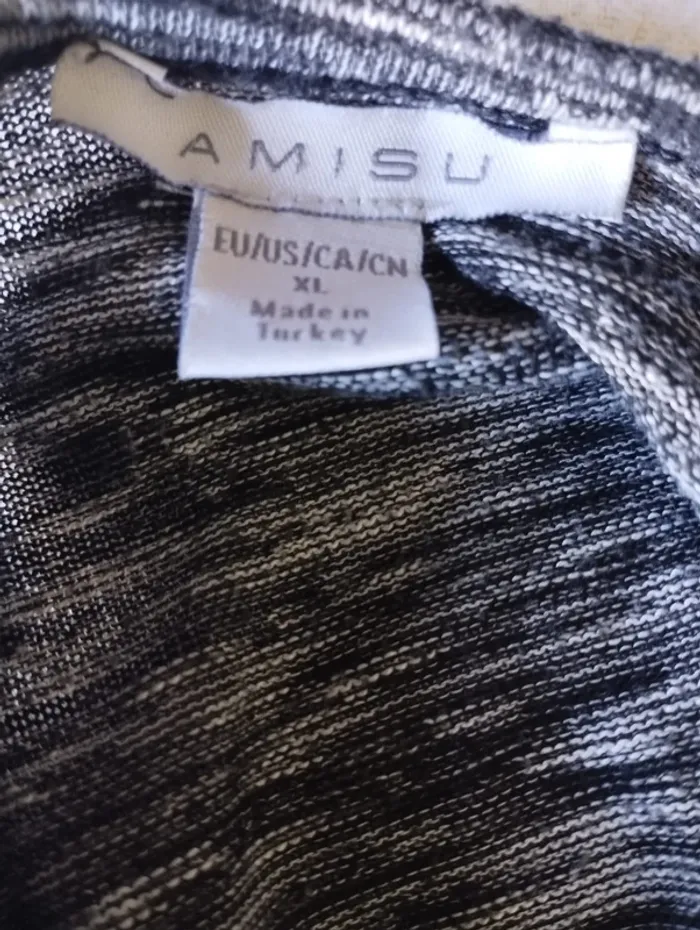 AMISU
EU/US/CA/CN
XL
Made in
Turkey